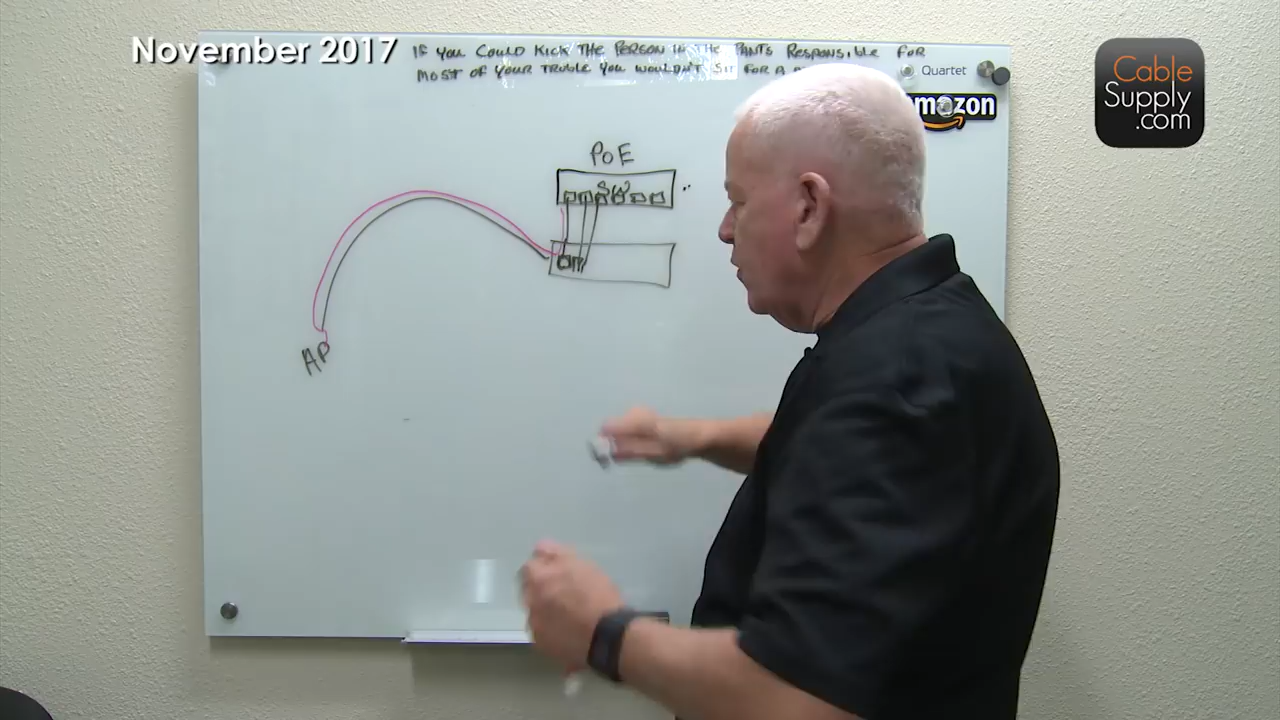 November 2017
IF YOU COULD KICK THE PERSON IN THE PANTS RESPONSIBLE FOR
MOST OF YOUR TROUBLE YOU WOULDN'T SIT FOR A
Quartet
amazon
Cable
Supply
.com
POE
SW
AP